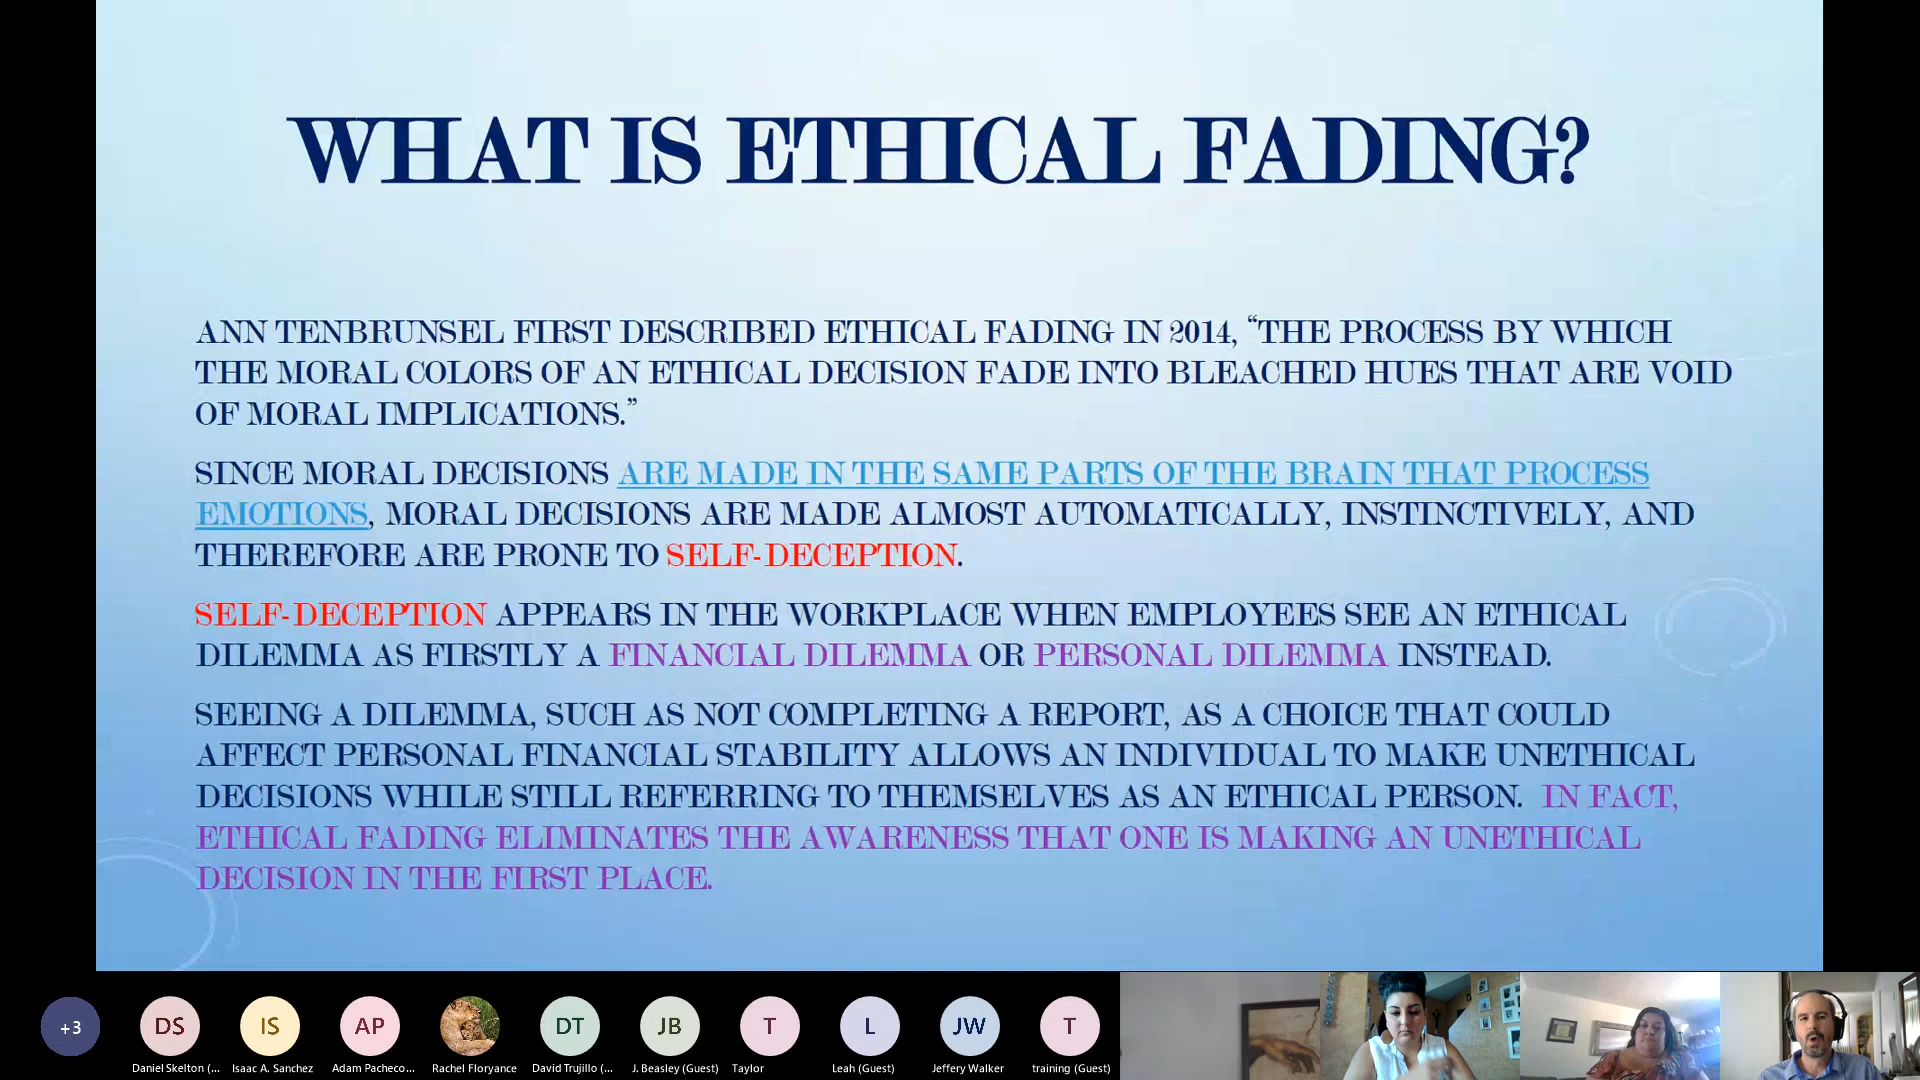 WHAT IS ETHICAL FADING?
ANN TENBRUNSEL FIRST DESCRIBED ETHICAL FADING IN 2014, “THE PROCESS BY WHICH
THE MORAL COLORS OF AN ETHICAL DECISION FADE INTO BLEACHED HUES THAT ARE VOID
OF MORAL IMPLICATIONS.”
SINCE MORAL DECISIONS ARE MADE IN THE SAME PARTS OF THE BRAIN THAT PROCESS
EMOTIONS, MORAL DECISIONS ARE MADE ALMOST AUTOMATICALLY, INSTINCTIVELY, AND
THEREFORE ARE PRONE TO SELF-DECEPTION.
SELF-DECEPTION APPEARS IN THE WORKPLACE WHEN EMPLOYEES SEE AN ETHICAL
DILEMMA AS FIRSTLY A FINANCIAL DILEMMA OR PERSONAL DILEMMA INSTEAD.
SEEING A DILEMMA, SUCH AS NOT COMPLETING A REPORT, AS A CHOICE THAT COULD
AFFECT PERSONAL FINANCIAL STABILITY ALLOWS AN INDIVIDUAL TO MAKE UNETHICAL
DECISIONS WHILE STILL REFERRING TO THEMSELVES AS AN ETHICAL PERSON. IN FACT,
ETHICAL FADING ELIMINATES THE AWARENESS THAT ONE IS MAKING AN UNETHICAL
DECISION IN THE FIRST PLACE.
+3 DS IS AP DT JB T L JW T
Daniel Skelton (... Isaac A. Sanchez Adam Pacheco... Rachel Floryance David Trujillo (... J. Beasley (Guest) Taylor Leah (Guest) Jeffery Walker training (Guest)